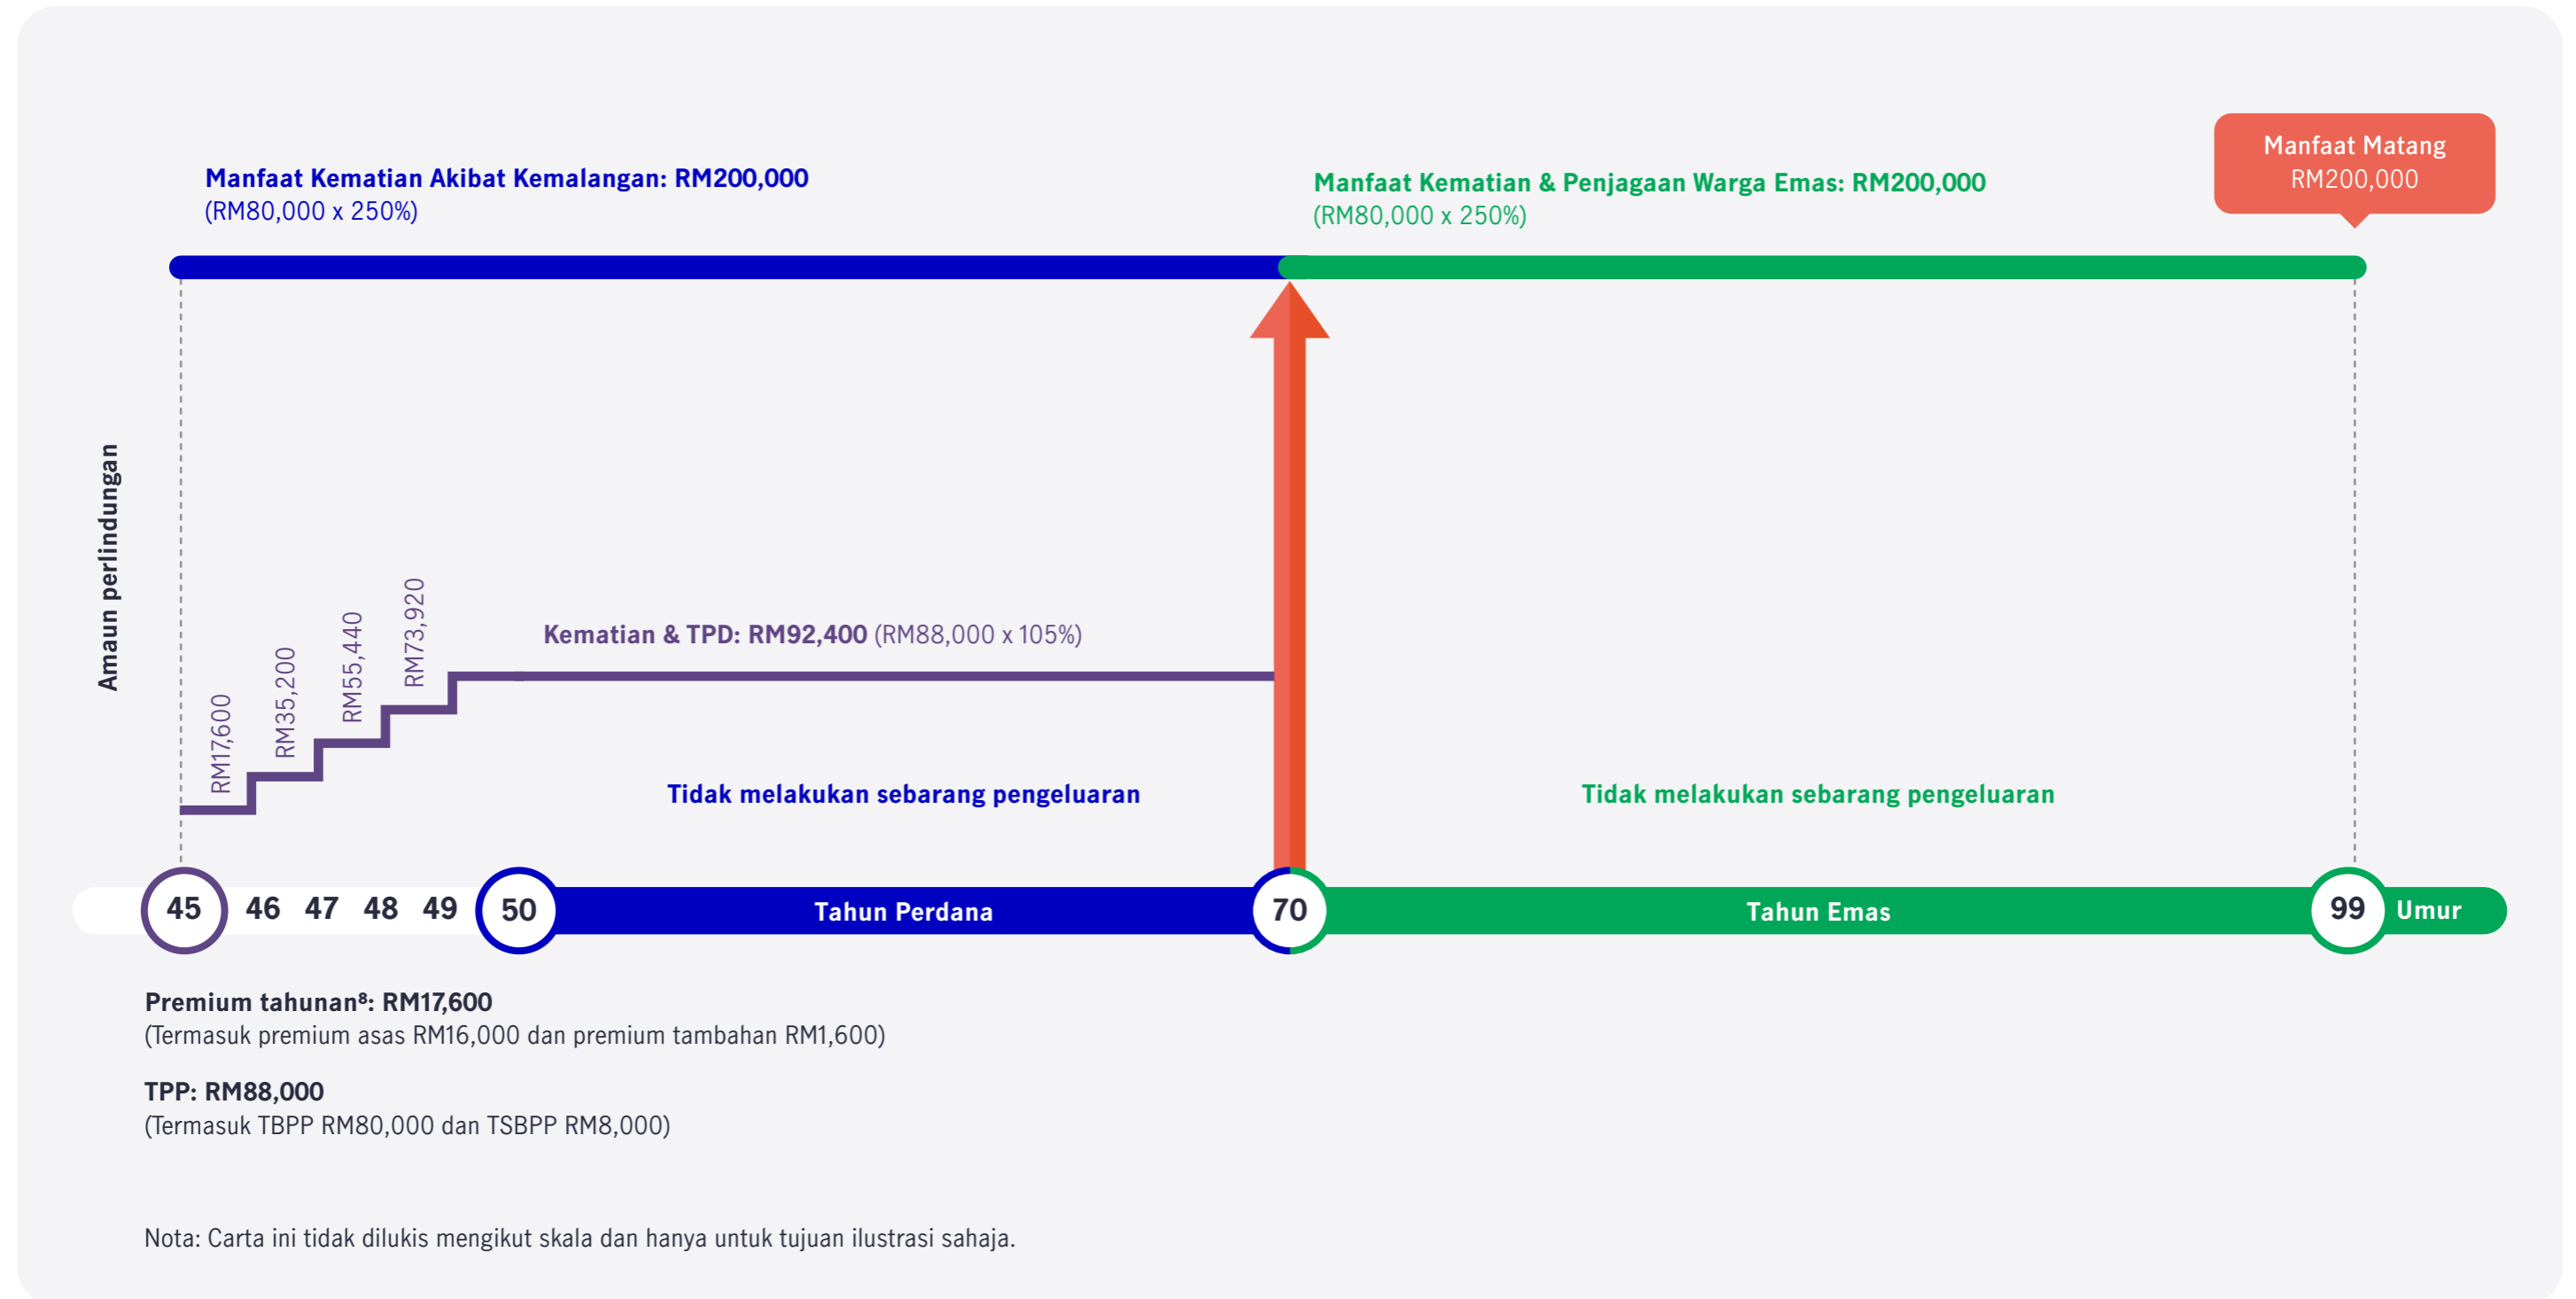 Manfaat Kematian Akibat Kemalangan: RM200,000
(RM80,000 x 250%)
Manfaat Kematian & Penjagaan Warga Emas: RM200,000
(RM80,000 x 250%)
Manfaat Matang
RM200,000
Amaun perlindungan
RM17,600
RM35,200
RM55,440
RM73,920
Kematian & TPD: RM92,400 (RM88,000 x 105%)
Tidak melakukan sebarang pengeluaran
Tidak melakukan sebarang pengeluaran
45 46 47 48 49 50 Tahun Perdana 70 Tahun Emas 99 Umur
Premium tahunan⁸: RM17,600
(Termasuk premium asas RM16,000 dan premium tambahan RM1,600)
TPP: RM88,000
(Termasuk TBPP RM80,000 dan TSBPP RM8,000)
Nota: Carta ini tidak dilukis mengikut skala dan hanya untuk tujuan ilustrasi sahaja.